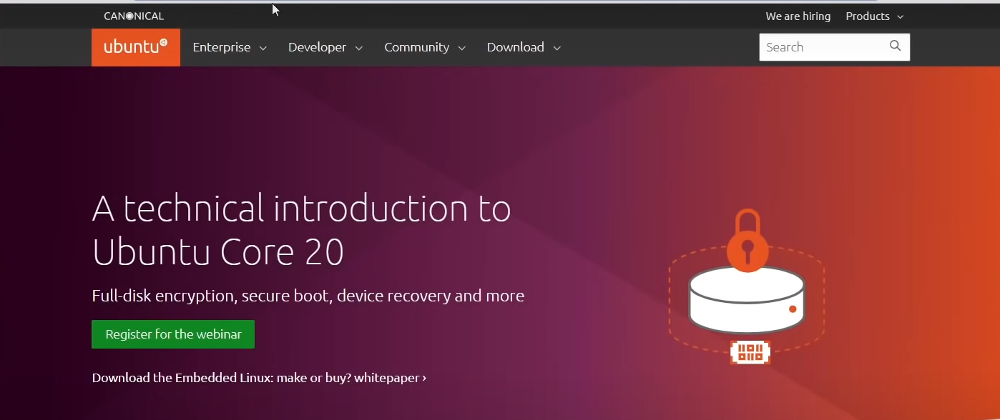 CANONICAL
We are hiring Products
ubuntu Enterprise Developer Community Download Search
A technical introduction to
Ubuntu Core 20
Full-disk encryption, secure boot, device recovery and more
Register for the webinar
Download the Embedded Linux: make or buy? whitepaper ›